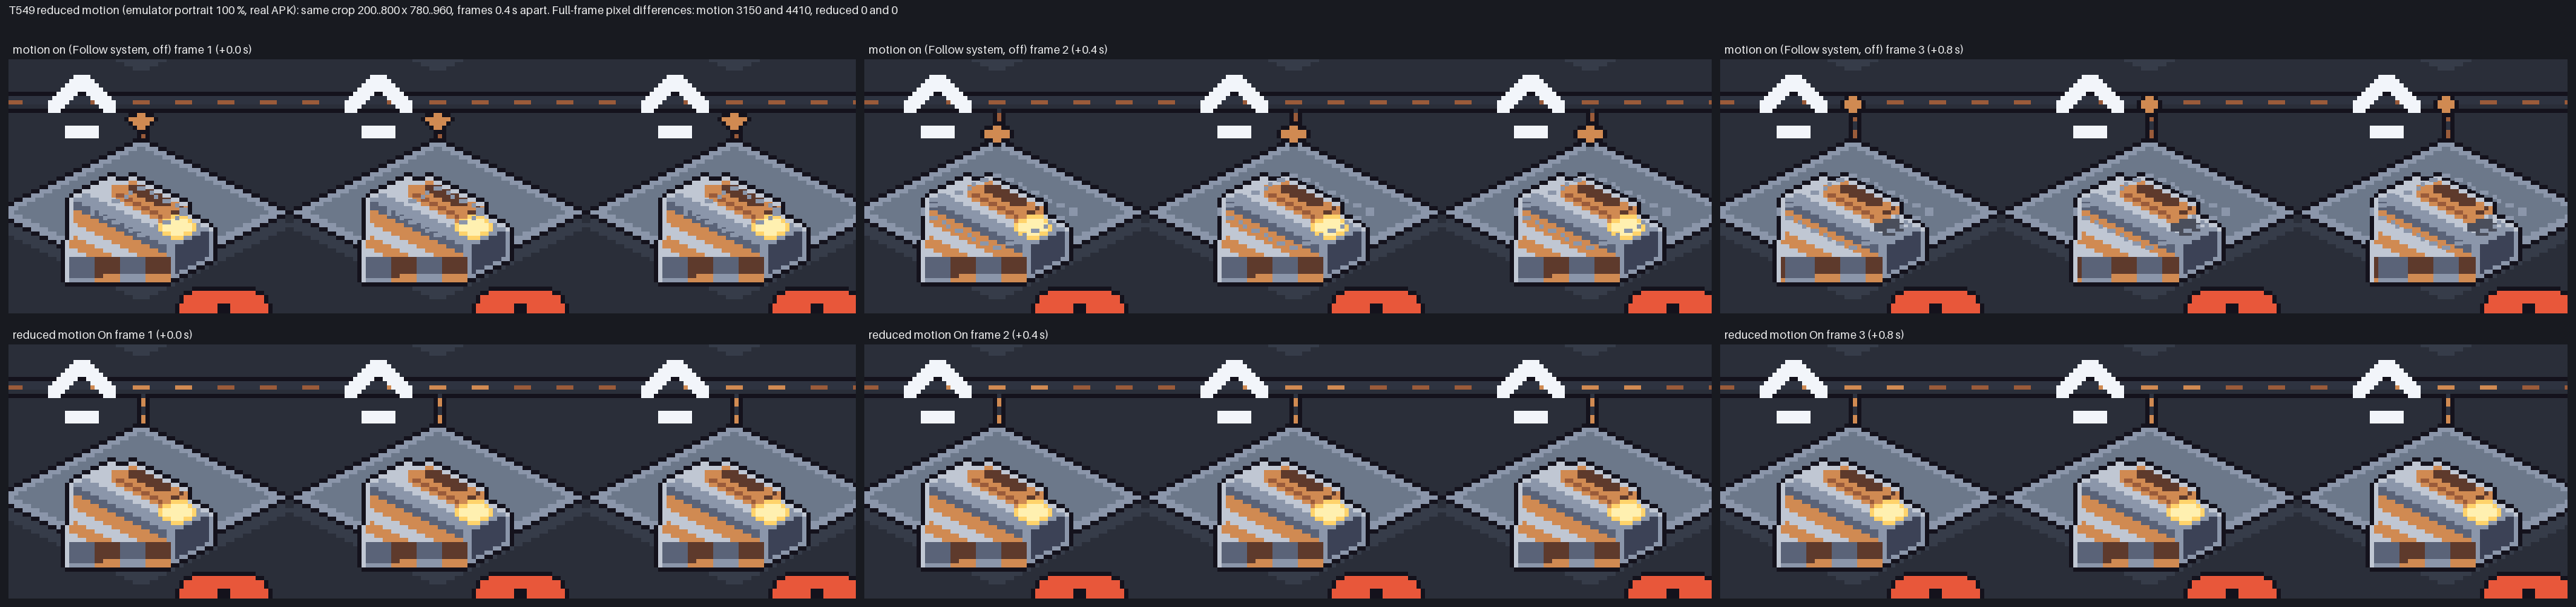 T549 reduced motion (emulator portrait 100 %, real APK): same crop 200..800 x 780..960, frames 0.4 s apart. Full-frame pixel differences: motion 3150 and 4410, reduced 0 and 0
motion on (Follow system, off) frame 1 (+0.0 s)
motion on (Follow system, off) frame 2 (+0.4 s)
motion on (Follow system, off) frame 3 (+0.8 s)
reduced motion On frame 1 (+0.0 s)
reduced motion On frame 2 (+0.4 s)
reduced motion On frame 3 (+0.8 s)